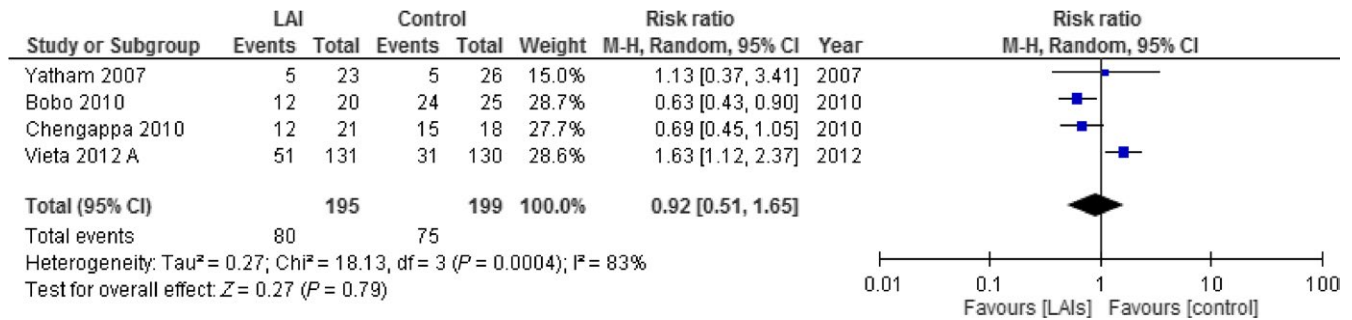 LAI Control Risk ratio Risk ratio
Study or Subgroup Events Total Events Total Weight M-H, Random, 95% CI Year M-H, Random, 95% CI
Yatham 2007 5 23 5 26 15.0% 1.13 [0.37, 3.41] 2007
Bobo 2010 12 20 24 25 28.7% 0.63 [0.43, 0.90] 2010
Chengappa 2010 12 21 15 18 27.7% 0.69 [0.45, 1.05] 2010
Vieta 2012 A 51 131 31 130 28.6% 1.63 [1.12, 2.37] 2012
Total (95% CI) 195 199 100.0% 0.92 [0.51, 1.65]
Total events 80 75
Heterogeneity: Tau² = 0.27; Chi² = 18.13, df = 3 (P = 0.0004); I² = 83%
Test for overall effect: Z = 0.27 (P = 0.79)
0.01 0.1 1 10 100
Favours [LAIs] Favours [control]